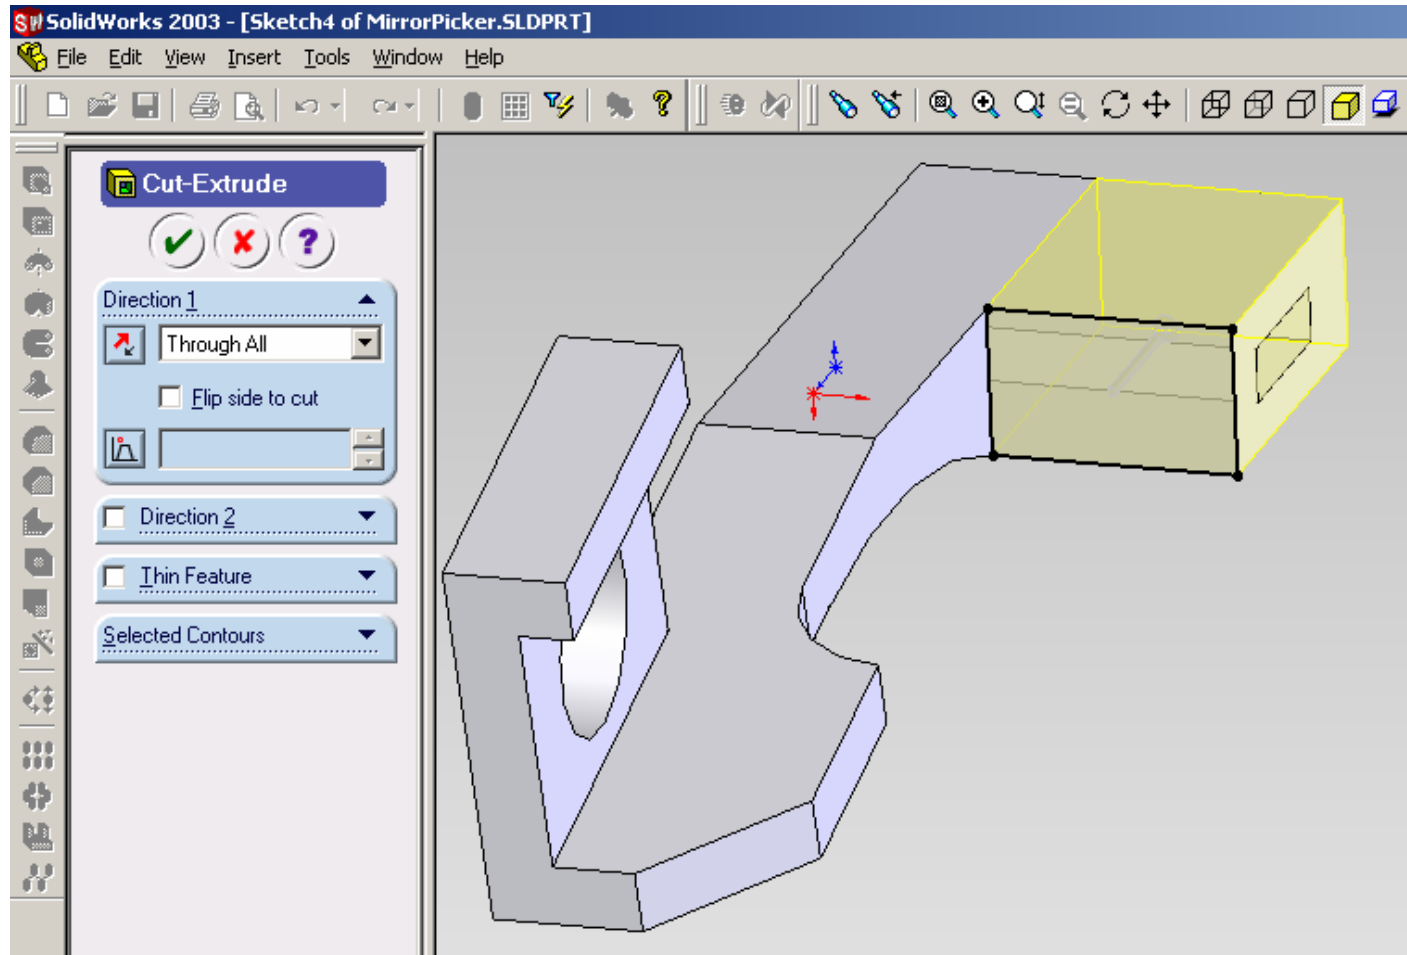 SW SolidWorks 2003 - [Sketch4 of MirrorPicker.SLDPRT]
File Edit View Insert Tools Window Help
Cut-Extrude
Direction 1
Through All
Flip side to cut
Direction 2
Thin Feature
Selected Contours